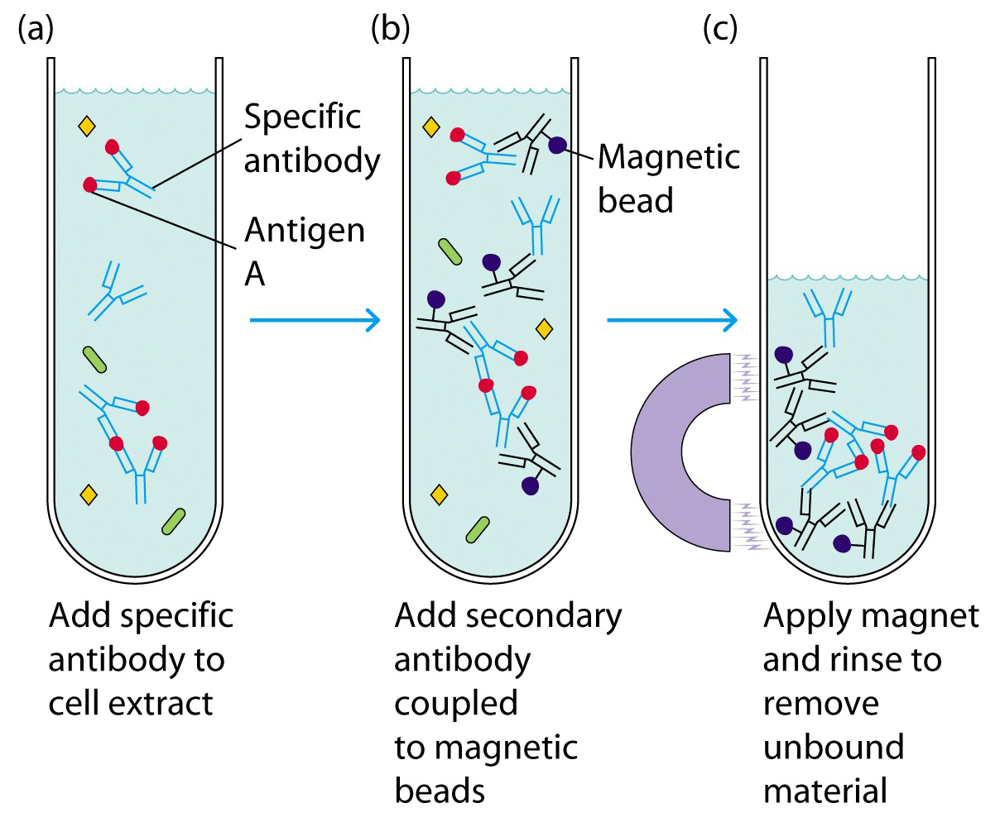 (a)
(b)
(c)
Specific
antibody
Antigen
A
Magnetic
bead
Add specific
antibody to
cell extract
Add secondary
antibody
coupled
to magnetic
beads
Apply magnet
and rinse to
remove
unbound
material